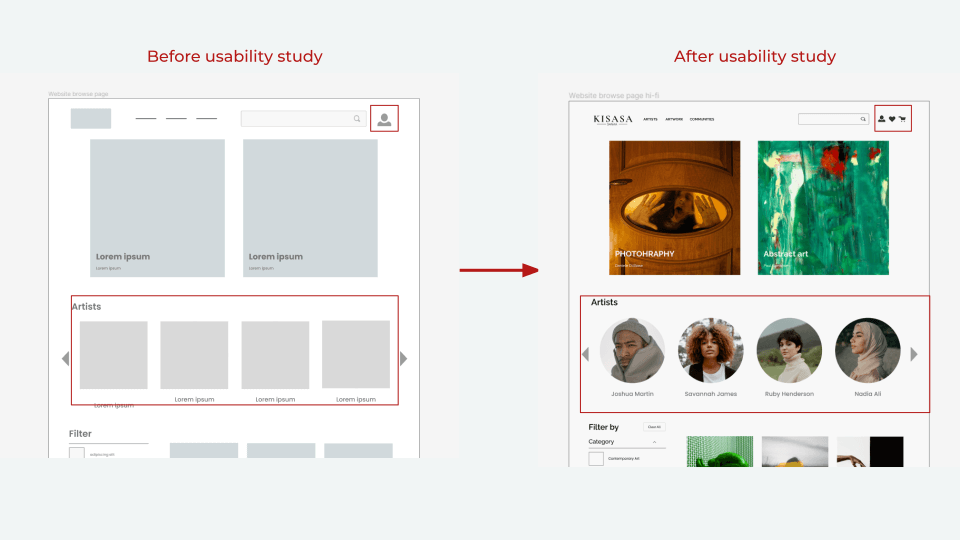 Before usability study
After usability study
Website browse page
Lorem ipsum
Lorem ipsum
Lorem ipsum
Lorem ipsum
Artists
Lorem ipsum
Lorem ipsum
Lorem ipsum
Lorem ipsum
Filter
adipiscing elit
Website browse page hi-fi
KISASA
ARTISTS ARTWORK COMMUNITIES
PHOTOHRAPHY
Abstract art
Artists
Joshua Martin Savannah James Ruby Henderson Nadia Ali
Filter by
Clear All
Category
Contemporary Art